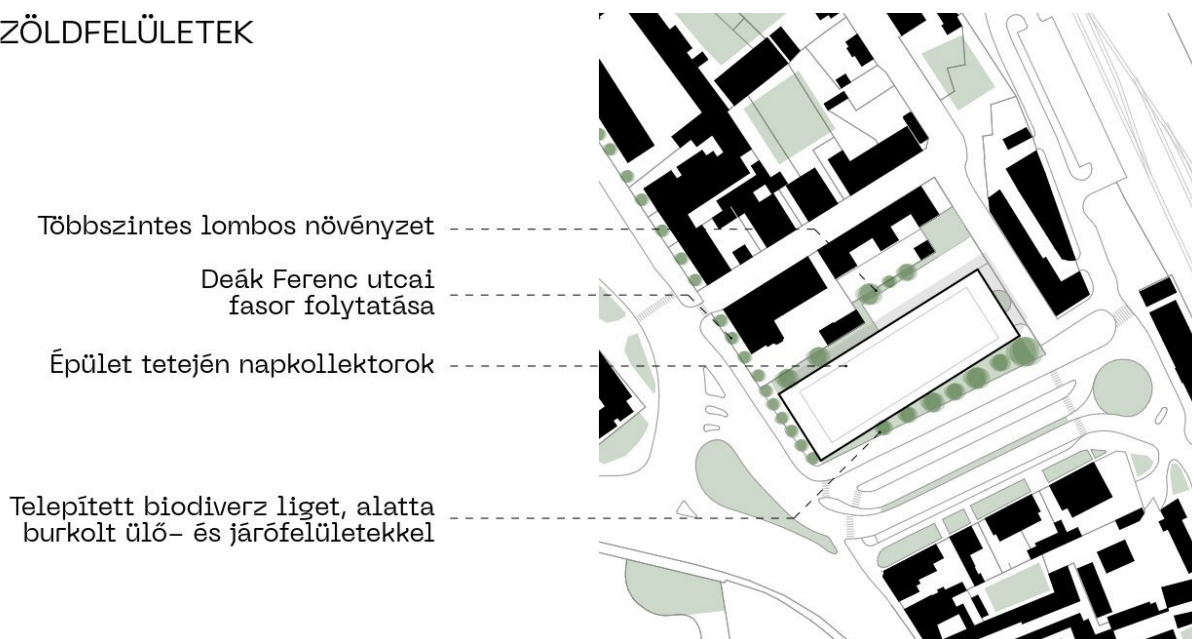 ZÖLDFELÜLETEK
Többszintes lombos növényzet
Deák Ferenc utcai
fasor folytatása
Épület tetején napkollektorok
Telepített biodiverz liget, alatta
burkolt ülő- és járófelületekkel